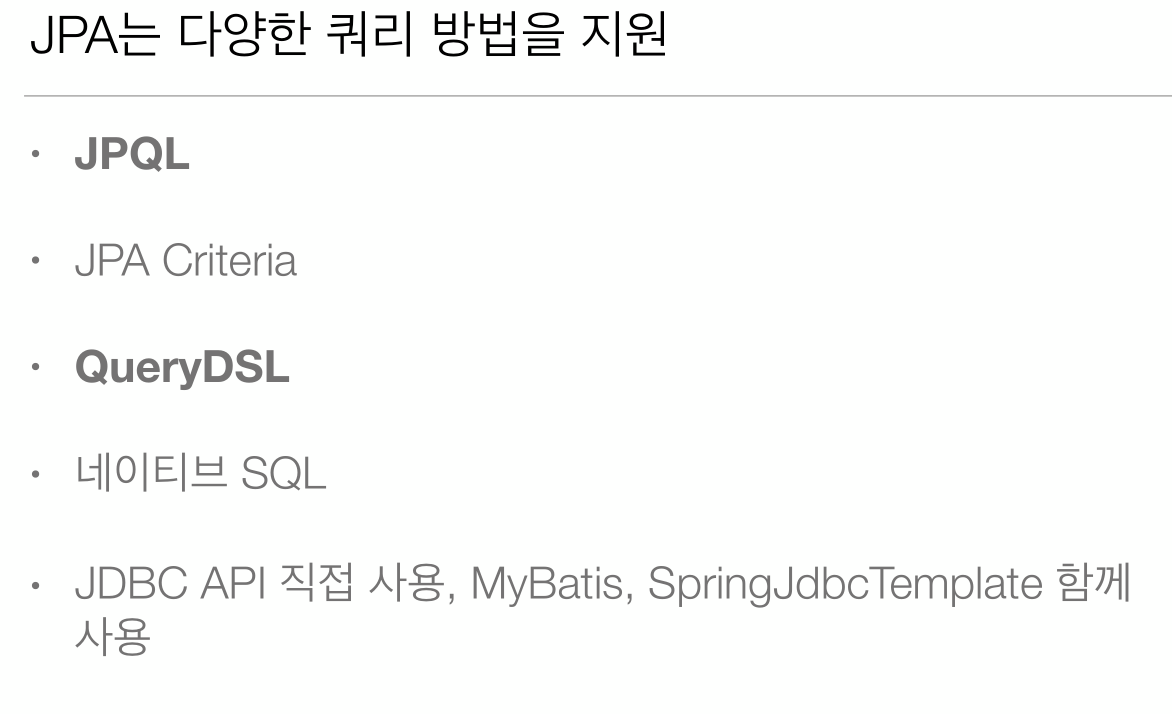 JPA는 다양한 쿼리 방법을 지원
• JPQL
• JPA Criteria
• QueryDSL
• 네이티브 SQL
• JDBC API 직접 사용, MyBatis, SpringJdbcTemplate 함께
사용